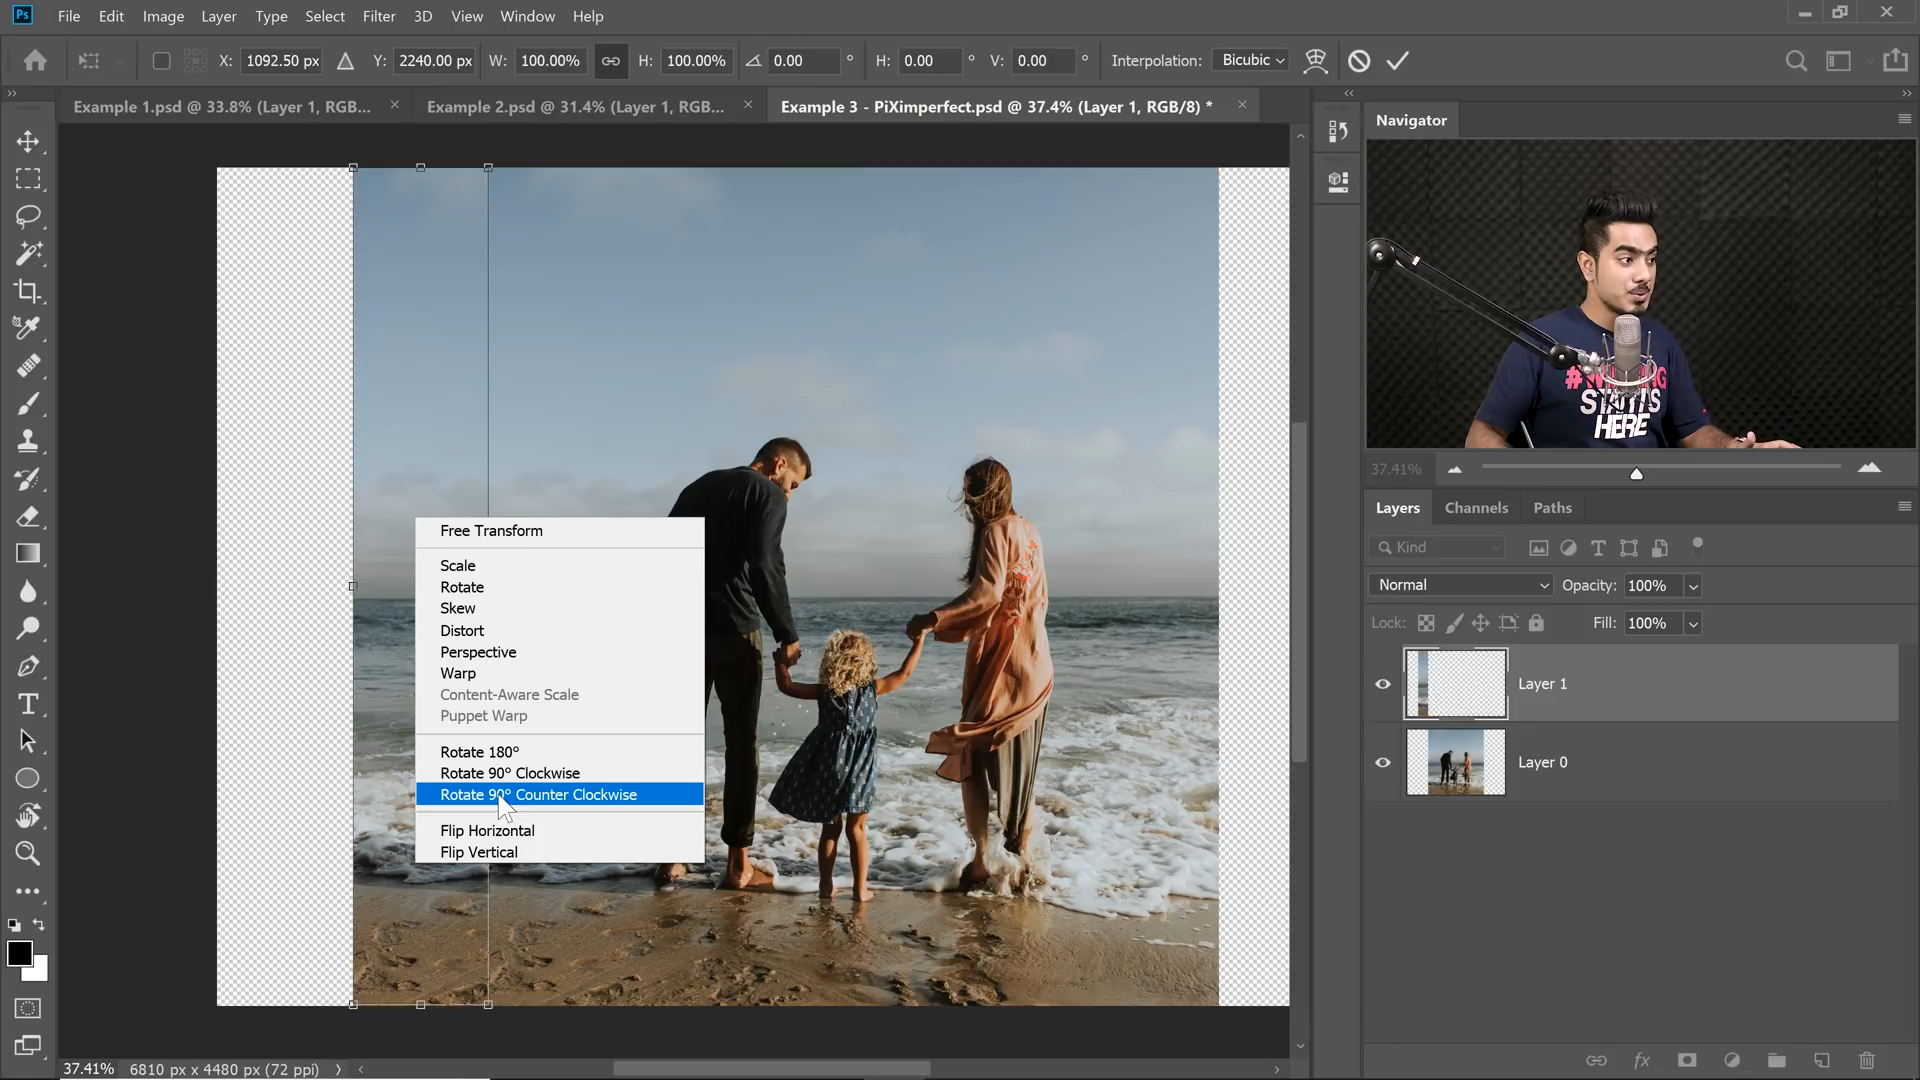 Ps File Edit Image Layer Type Select Filter 3D View Window Help
X: 1092.50 px Y: 2240.00 px W: 100.00% H: 100.00% 0.00 ° H: 0.00 ° V: 0.00 ° Interpolation: Bicubic
Example 1.psd @ 33.8% (Layer 1, RGB... × Example 2.psd @ 31.4% (Layer 1, RGB... × Example 3 - PiXimperfect.psd @ 37.4% (Layer 1, RGB/8) * ×
Navigator
STARTS
HERE
37.41%
Layers Channels Paths
Kind
Normal Opacity: 100%
Lock: Fill: 100%
Layer 1
Layer 0
Free Transform
Scale
Rotate
Skew
Distort
Perspective
Warp
Content-Aware Scale
Puppet Warp
Rotate 180°
Rotate 90° Clockwise
Rotate 90° Counter Clockwise
Flip Horizontal
Flip Vertical
37.41% 6810 px x 4480 px (72 ppi)
fx